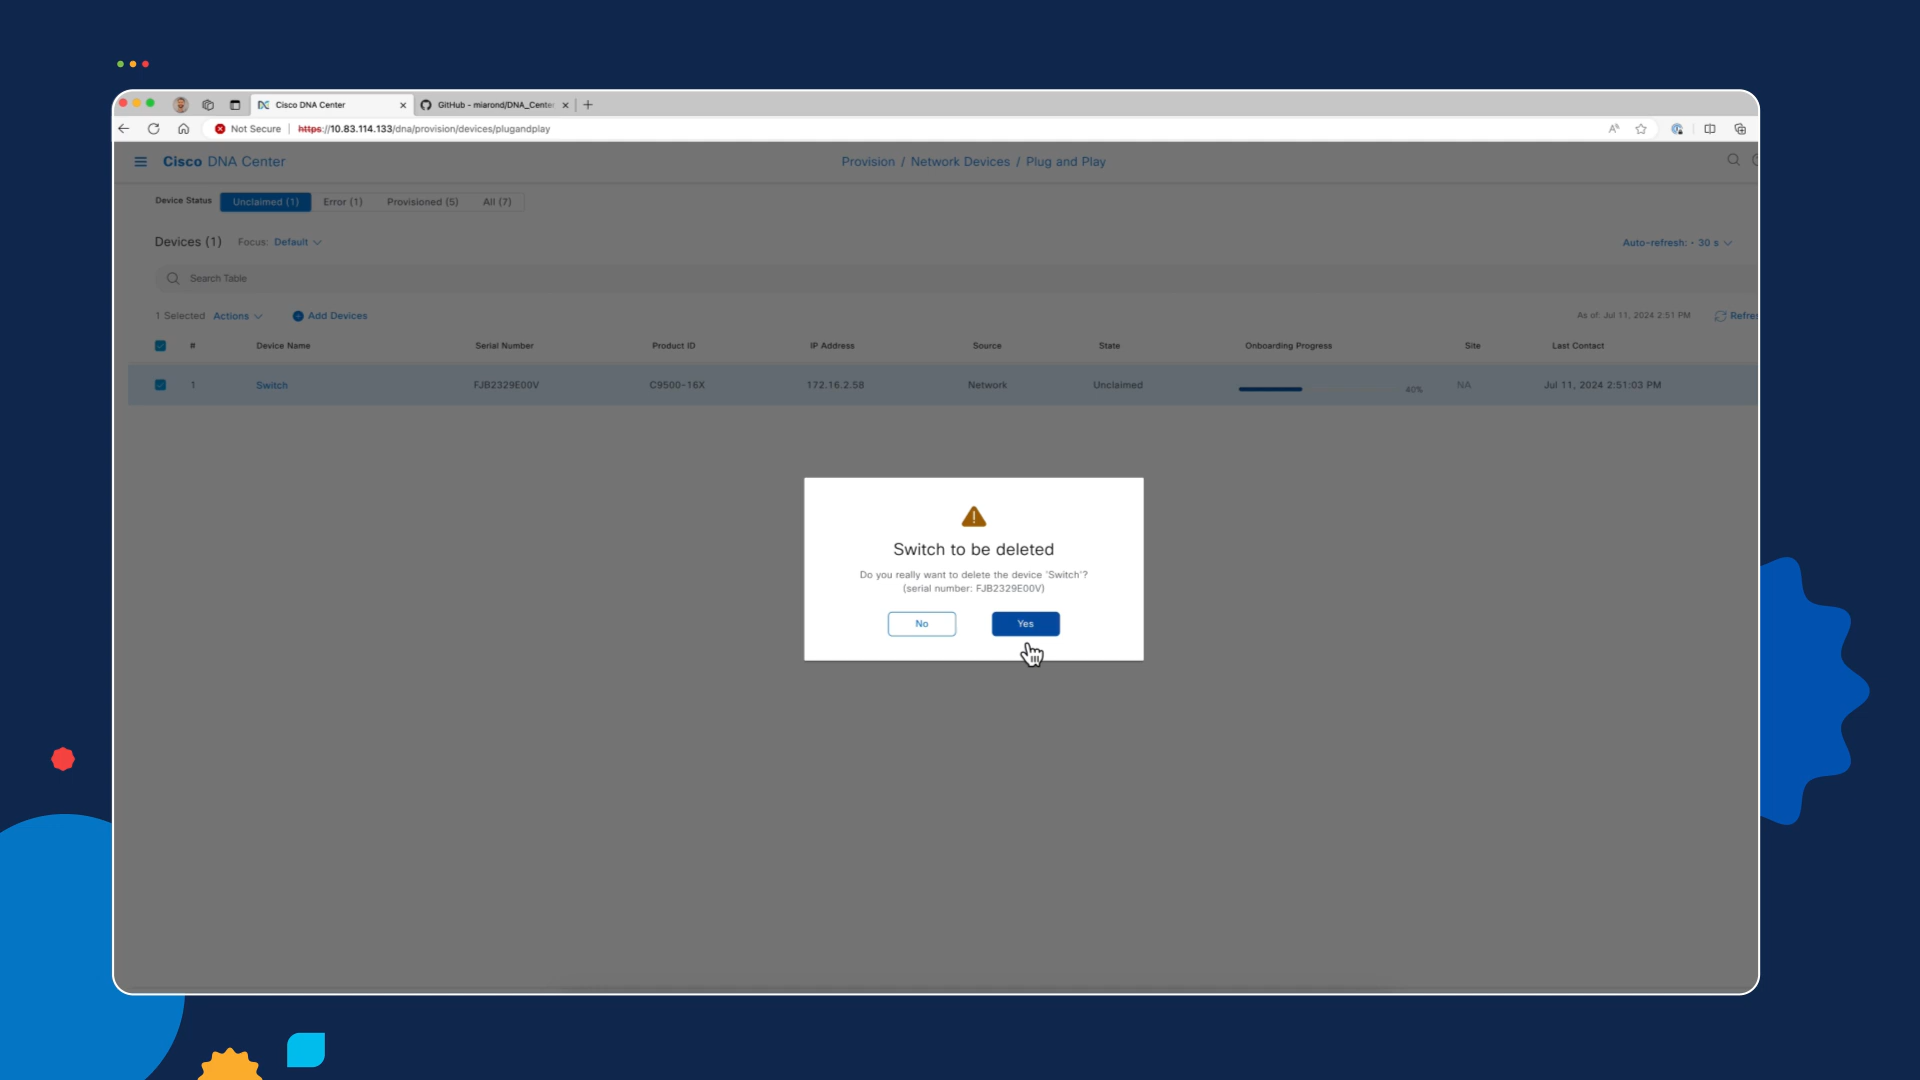 Cisco DNA Center
GitHub - miarond/DNA_Cente
Not Secure https://10.83.114.133/dna/provision/devices/plugandplay
Cisco DNA Center
Provision / Network Devices / Plug and Play
Device Status Unclaimed (1) Error (1) Provisioned (5) All (7)
Devices (1) Focus: Default
Auto-refresh: • 30 s
Search Table
1 Selected Actions Add Devices
As of: Jul 11, 2024 2:51 PM Refres
# Device Name Serial Number Product ID IP Address Source State Onboarding Progress Site Last Contact
1 Switch FJB2329E00V C9500-16X 172.16.2.58 Network Unclaimed 40% NA Jul 11, 2024 2:51:03 PM
Switch to be deleted
Do you really want to delete the device 'Switch'?
(serial number: FJB2329E00V)
No Yes